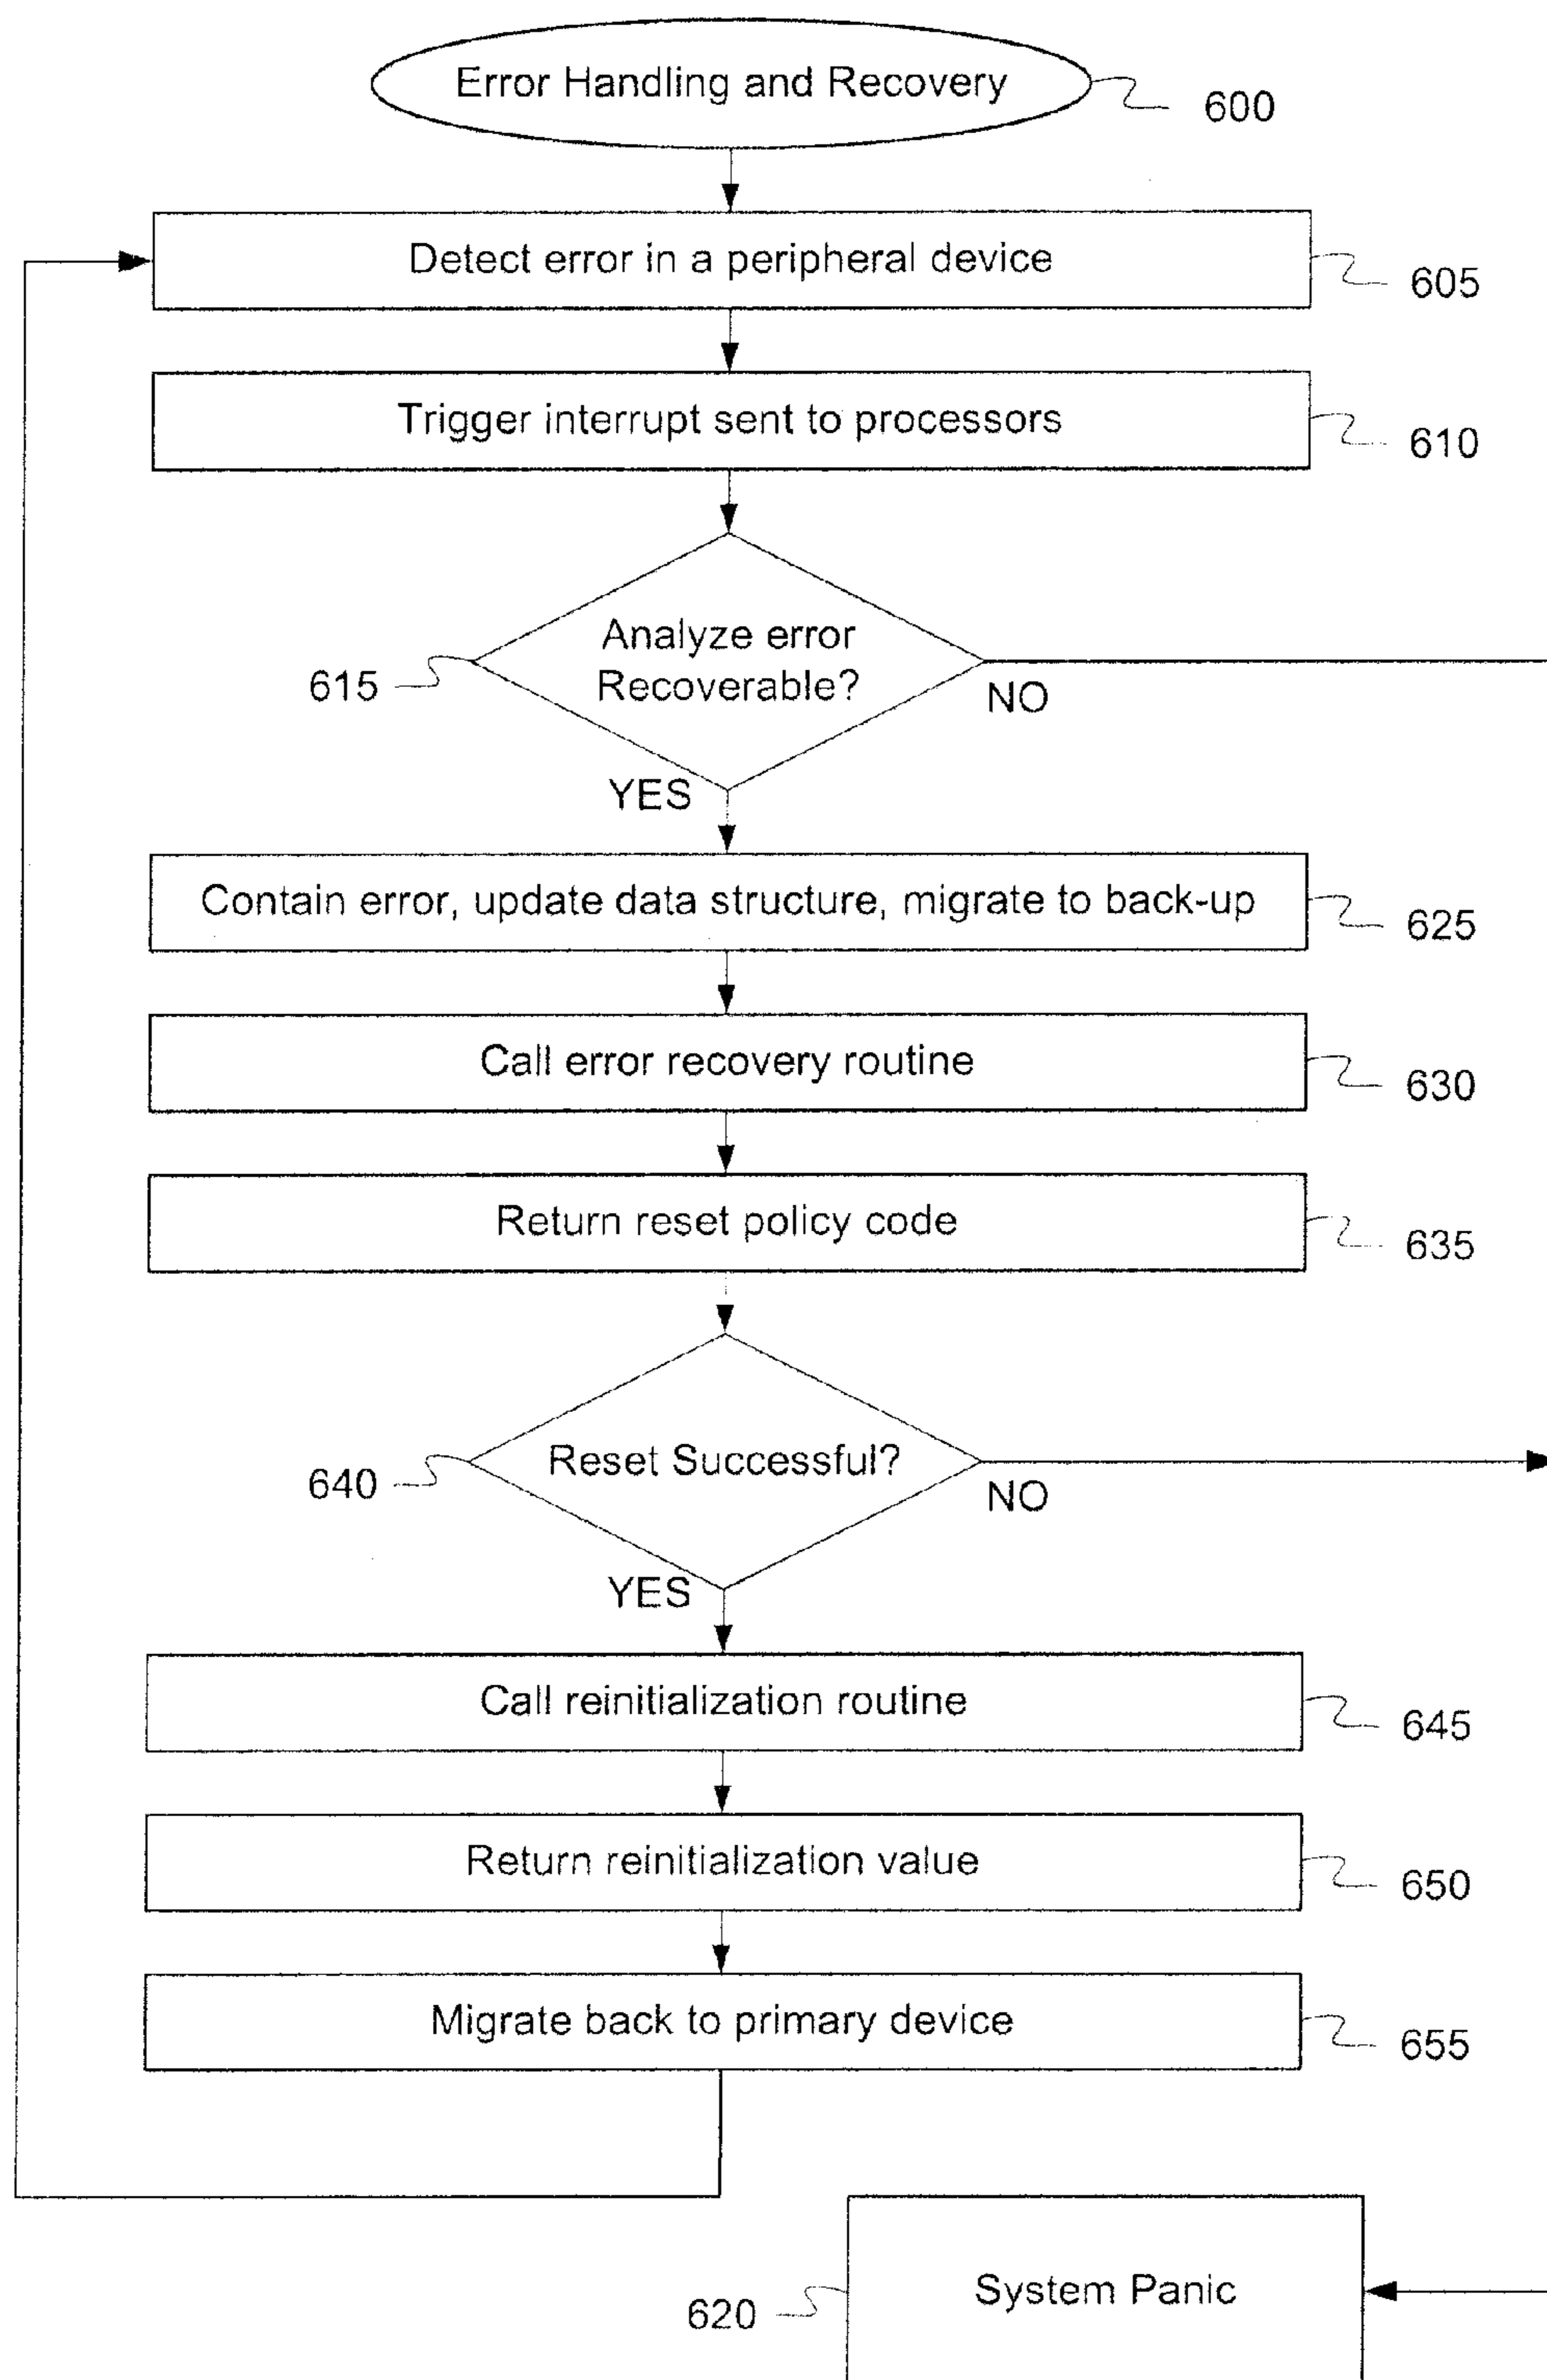 Error Handling and Recovery
600
Detect error in a peripheral device
605
Trigger interrupt sent to processors
610
Analyze error
Recoverable?
615
NO
YES
Contain error, update data structure, migrate to back-up
625
Call error recovery routine
630
Return reset policy code
635
Reset Successful?
640
NO
YES
Call reinitialization routine
645
Return reinitialization value
650
Migrate back to primary device
655
System Panic
620